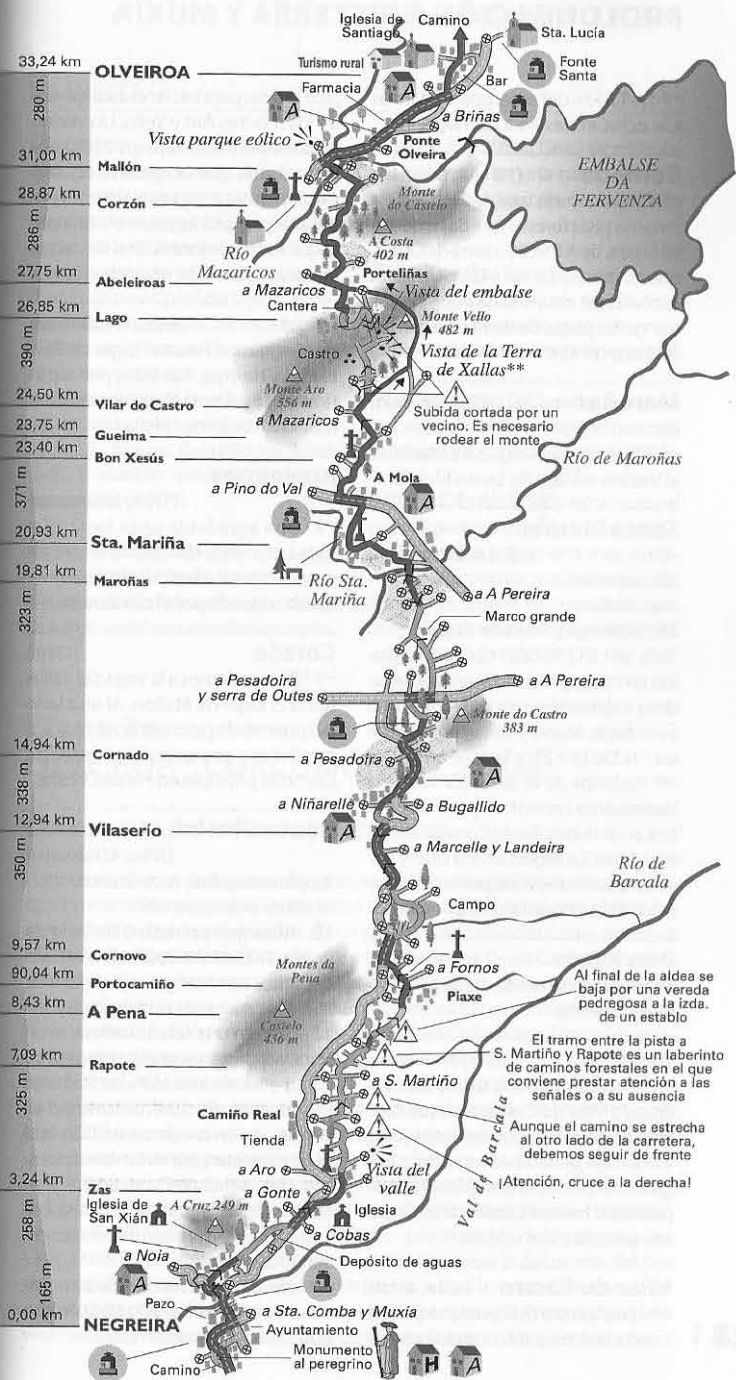 Iglesia de
Santiago
Camino
Sta. Lucía
Turismo rural
Fonte
Santa
33,24 km
OLVEIROA
Farmacia
Bar
A
A
280 m
a Briñas
Vista parque eólico
Ponte
Olveira
31,00 km
Mallón
EMBALSE
DA
FERVENZA
28,87 km
Corzón
Monte
do Castelo
286 m
A Costa
402 m
Río
Mazaricos
27,75 km
Abeleiroas
Porteliñas
a Mazaricos
Vista del embalse
Cantera
26,85 km
Lago
Monte Vello
482 m
390 m
Castro
Vista de la Terra
de Xallas**
Monte Aro
556 m
24,50 km
Vilar do Castro
Subida cortada por un
vecino. Es necesario
rodear el monte
a Mazaricos
23,75 km
Gueima
23,40 km
Bon Xesús
Río de Maroñas
371 m
A Mola
a Pino do Val
A
20,93 km
Sta. Mariña
19,81 km
Maroñas
Río Sta.
Mariña
a A Pereira
323 m
Marco grande
a Pesadoira
y serra de Outes
a A Pereira
Monte do Castro
383 m
14,94 km
Cornado
a Pesadoira
A
338 m
a Niñarelle
a Bugallido
12,94 km
Vilaserío
A
a Marcelle y Landeira
350 m
Río de
Barcala
Campo
9,57 km
Cornovo
a Fornos
90,04 km
Portocamiño
Montes da
Pena
Piaxe
Al final de la aldea se
baja por una vereda
pedregosa a la izda.
de un establo
8,43 km
A Pena
Castelo
436 m
El tramo entre la pista a
S. Martiño y Rapote es un laberinto
de caminos forestales en el que
conviene prestar atención a las
señales o a su ausencia
7,09 km
Rapote
a S. Martiño
325 m
Camiño Real
Aunque el camino se estrecha
al otro lado de la carretera,
debemos seguir de frente
Tienda
Val de Barcala
a Aro
Vista del
valle
¡Atención, cruce a la derecha!
3,24 km
Zas
a Gonte
Iglesia de
San Xián
A Cruz 249 m
Iglesia
258 m
a Cobas
a Noia
Depósito de aguas
A
165 m
Pazo
a Sta. Comba y Muxía
0,00 km
NEGREIRA
Ayuntamiento
Monumento
al peregrino
H
A
Camino